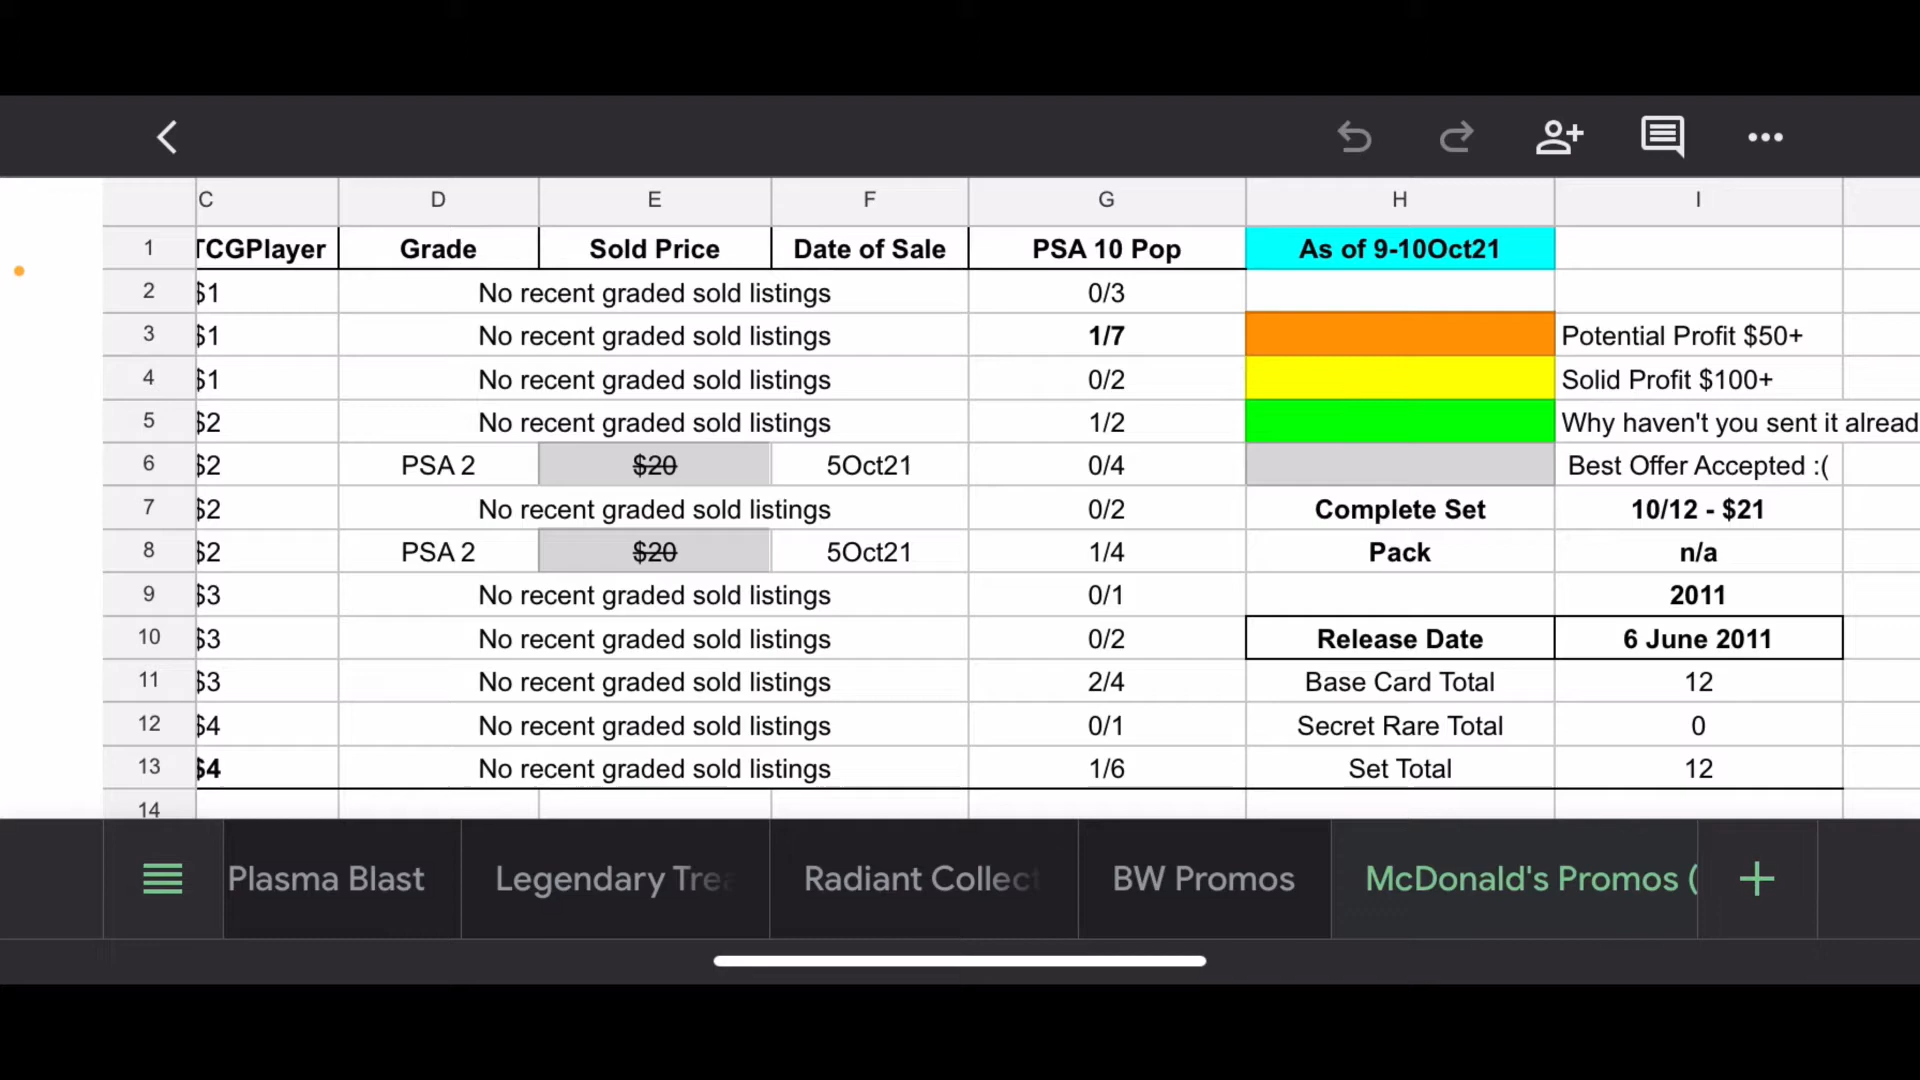 C D E F G H I
1 TCGPlayer Grade Sold Price Date of Sale PSA 10 Pop As of 9-10Oct21
2 $1 No recent graded sold listings 0/3
3 $1 No recent graded sold listings 1/7 Potential Profit $50+
4 $1 No recent graded sold listings 0/2 Solid Profit $100+
5 $2 No recent graded sold listings 1/2 Why haven't you sent it alread
6 $2 PSA 2 $20 5Oct21 0/4 Best Offer Accepted :(
7 $2 No recent graded sold listings 0/2 Complete Set 10/12 - $21
8 $2 PSA 2 $20 5Oct21 1/4 Pack n/a
9 $3 No recent graded sold listings 0/1 2011
10 $3 No recent graded sold listings 0/2 Release Date 6 June 2011
11 $3 No recent graded sold listings 2/4 Base Card Total 12
12 $4 No recent graded sold listings 0/1 Secret Rare Total 0
13 $4 No recent graded sold listings 1/6 Set Total 12
14
Plasma Blast Legendary Trea Radiant Collect BW Promos McDonald's Promos (